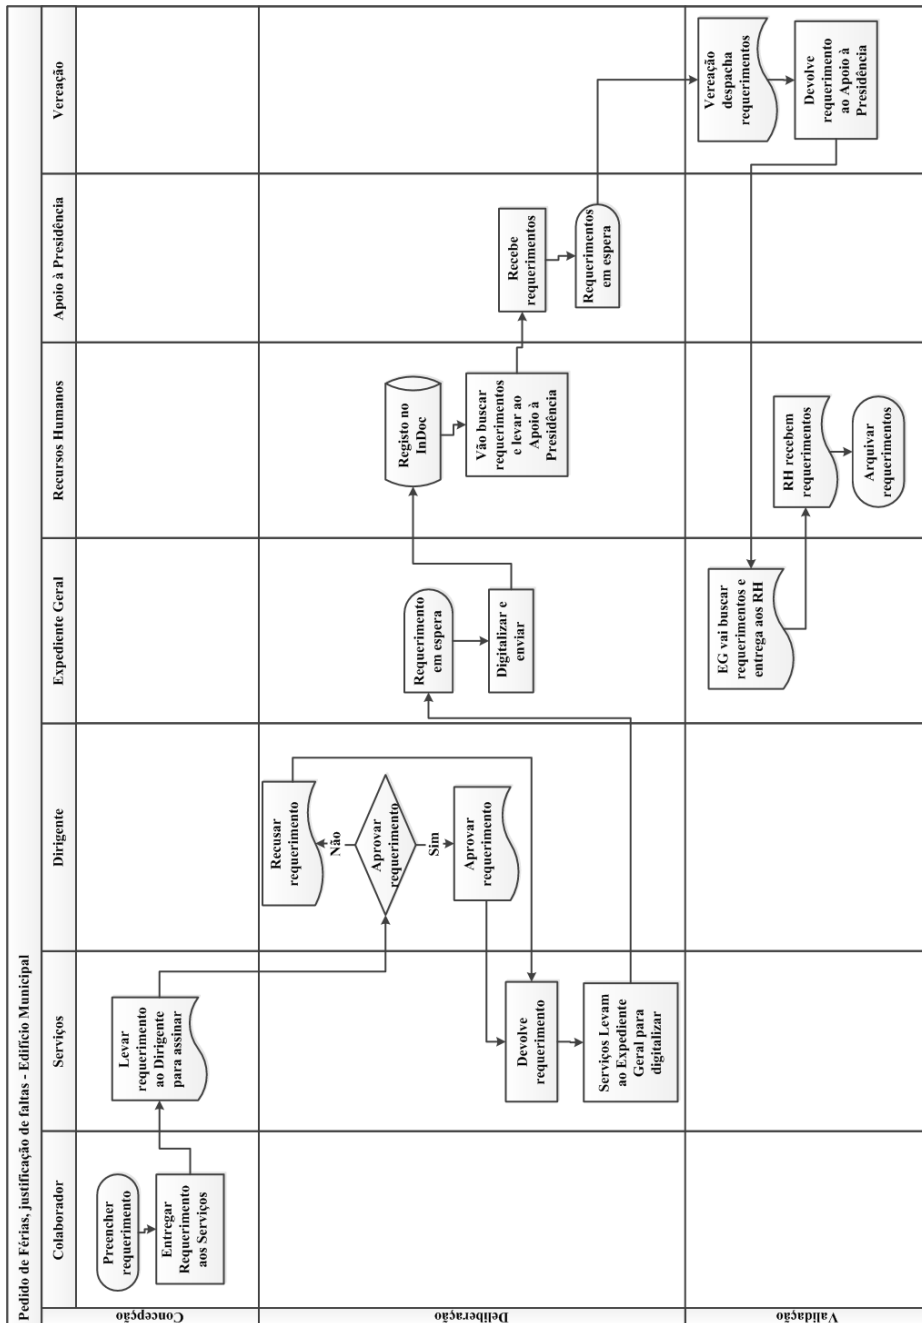 Pedido de Férias, justificação de faltas - Edifício Municipal
Colaborador
Serviços
Dirigente
Expediente Geral
Recursos Humanos
Apoio à Presidência
Vereação
Concepção
Preencher
requerimento
Entregar
Requerimento
aos Serviços
Levar
requerimento
ao Dirigente
para assinar
Deliberação
Recusar
requerimento
Não
Aprovar
requerimento
Sim
Aprovar
requerimento
Devolve
requerimento
Serviços Levam
ao Expediente
Geral para
digitalizar
Requerimento
em espera
Digitalizar e
enviar
Registo no
InDoc
Vão buscar
requerimentos
e levar ao
Apoio à
Presidência
Recebe
requerimentos
Requerimentos
em espera
Validação
Vereação
despacha
requerimentos
Devolve
requerimento
ao Apoio à
Presidência
EG vai buscar
requerimentos e
entrega aos RH
RH recebem
requerimentos
Arquivar
requerimentos